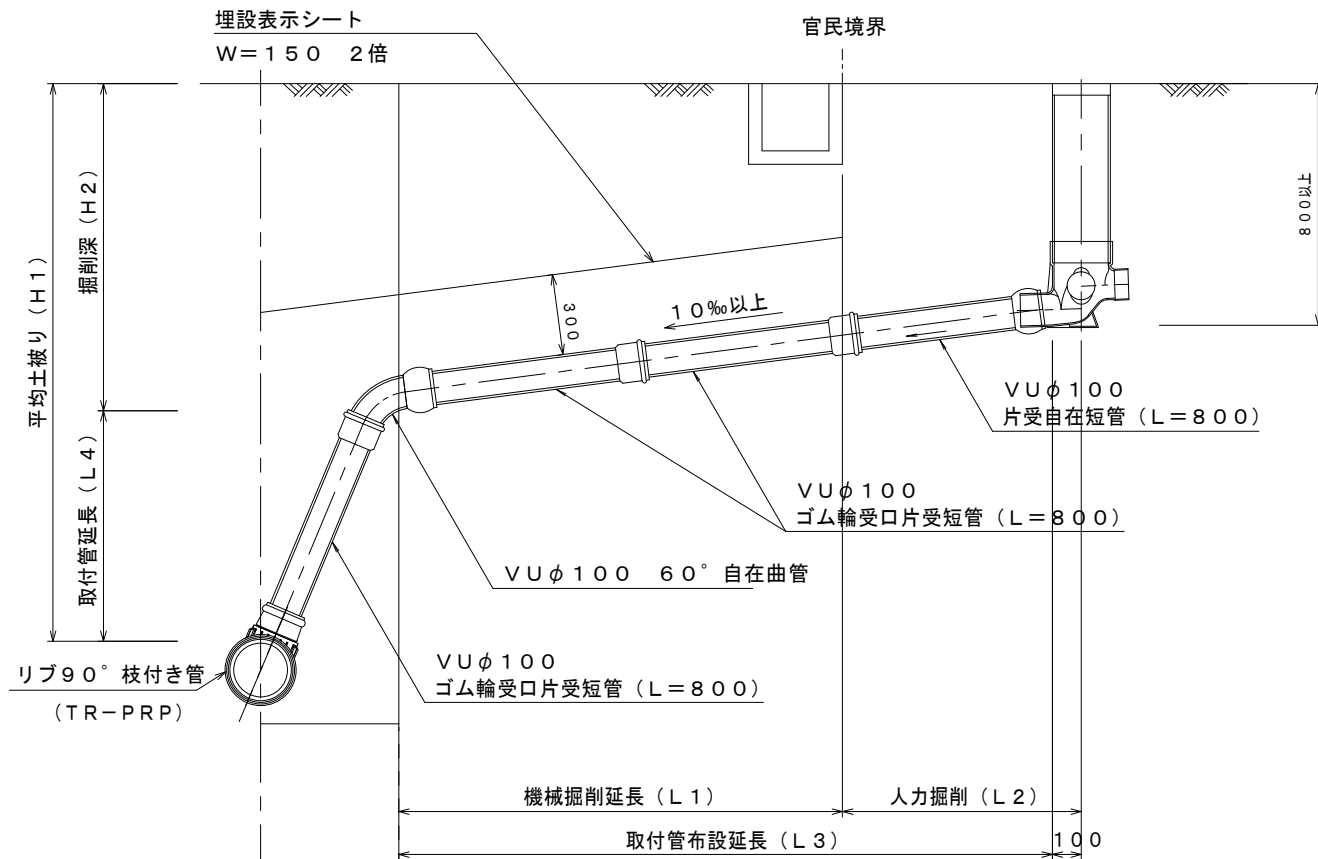 埋設表示シート
W=150 2倍
官民境界
平均土被り(H1)
掘削深(H2)
取付管延長(L4)
300
10‰以上
800以上
VUφ100
片受自在短管(L=800)
VUφ100
ゴム輪受口片受短管(L=800)
VUφ100 60°自在曲管
VUφ100
ゴム輪受口片受短管(L=800)
リブ90°枝付き管
(TR-PRP)
機械掘削延長(L1)
人力掘削(L2)
取付管布設延長(L3)
100